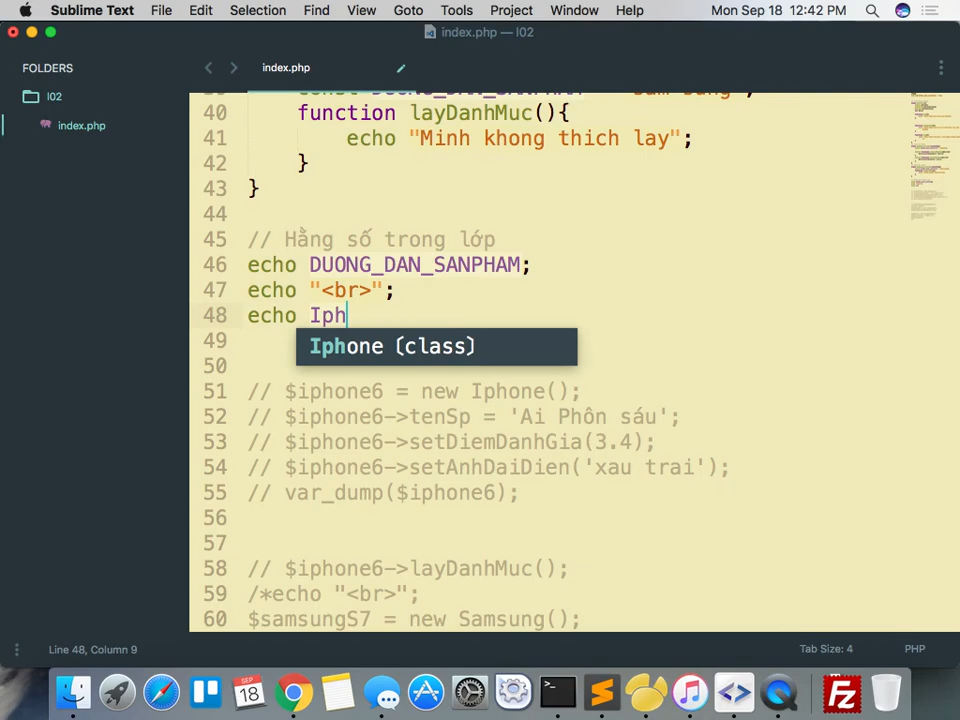 Sublime Text File Edit Selection Find View Goto Tools Project Window Help Mon Sep 18 12:42 PM
index.php — l02
FOLDERS
l02
index.php
index.php
40 function layDanhMuc(){
41 echo "Minh khong thich lay";
42 }
43 }
44
45 // Hằng số trong lớp
46 echo DUONG_DAN_SANPHAM;
47 echo "<br>";
48 echo Iph
Iphone (class)
49
50
51 // $iphone6 = new Iphone();
52 // $iphone6->tenSp = 'Ai Phôn sáu';
53 // $iphone6->setDiemDanhGia(3.4);
54 // $iphone6->setAnhDaiDien('xau trai');
55 // var_dump($iphone6);
56
57
58 // $iphone6->layDanhMuc();
59 /*echo "<br>";
60 $samsungS7 = new Samsung();
Line 48, Column 9 Tab Size: 4 PHP
SEP
18
Fz